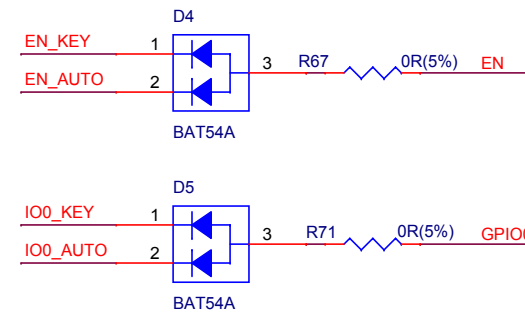 D4
EN_KEY 1
3 R67 0R(5%) EN
EN_AUTO 2
BAT54A
D5
IO0_KEY 1
3 R71 0R(5%) GPIO0
IO0_AUTO 2
BAT54A